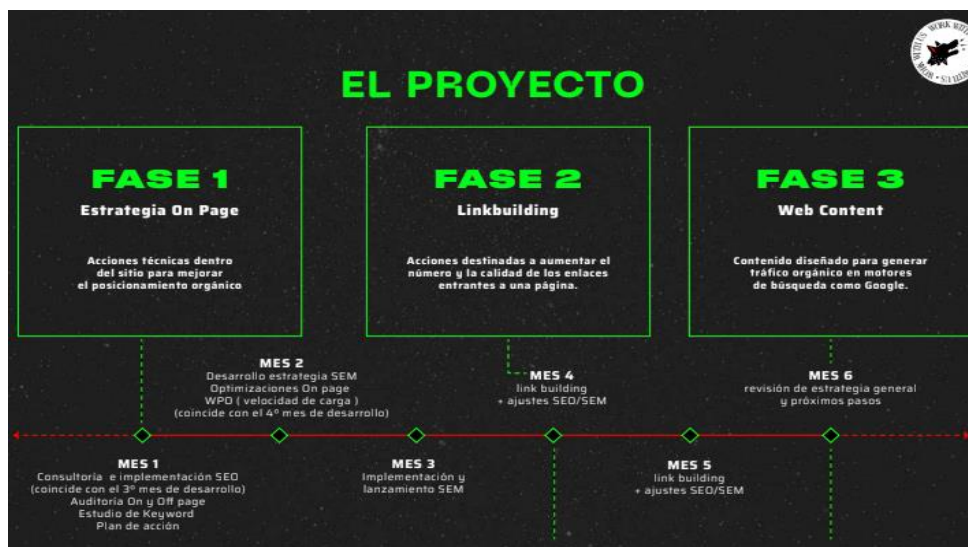 WORK WITH US
EL PROYECTO
FASE 1
Estrategia On Page
Acciones técnicas dentro
del sitio para mejorar
el posicionamiento orgánico
FASE 2
Linkbuilding
Acciones destinadas a aumentar el
número y la calidad de los enlaces
entrantes a una página.
FASE 3
Web Content
Contenido diseñado para generar
tráfico orgánico en motores
de búsqueda como Google.
MES 1
Consultoría e implementación SEO
(coincide con el 3º mes de desarrollo)
Auditoría On y Off page
Estudio de Keyword
Plan de acción
MES 2
Desarrollo estrategia SEM
Optimizaciones On page
WPO ( velocidad de carga )
(coincide con el 4º mes de desarrollo)
MES 3
Implementación y
lanzamiento SEM
MES 4
link building
+ ajustes SEO/SEM
MES 5
link building
+ ajustes SEO/SEM
MES 6
revisión de estrategia general
y próximos pasos